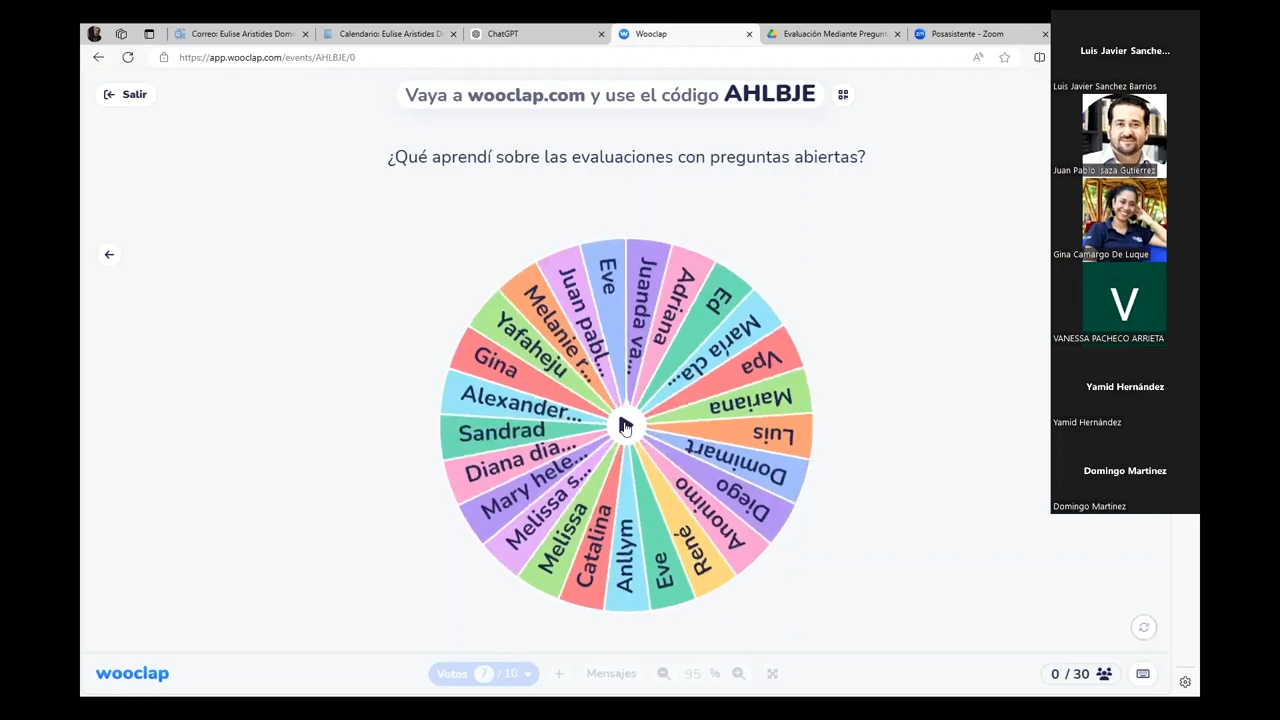 Correo: Eulise Aristides Domi
Calendario: Eulise Aristides D
ChatGPT
Wooclap
Evaluación Mediante Pregunt
Posasistente - Zoom
https://app.wooclap.com/events/AHLBJE/0
Salir
Vaya a wooclap.com y use el código AHLBJE
¿Qué aprendí sobre las evaluaciones con preguntas abiertas?
Eve
Juanda va...
Adriana
Ed
María cla...
Vpa
Mariana
Luis
Domimart
Diego
Anonimo
René
Eve
Anllym
Catalina
Melissa
Melissa s...
Mary hele...
Diana dia...
Sandrad
Alexander...
Gina
Yafaheju
Melanie r...
Juan pabl...
wooclap
Votos 7 / 10
Mensajes
95 %
0 / 30
Luis Javier Sanche...
Luis Javier Sanchez Barrios
Juan Pablo Isaza Gutierrez
Gina Camargo De Luque
V
VANESSA PACHECO ARRIETA
Yamid Hernández
Yamid Hernández
Domingo Martinez
Domingo Martinez